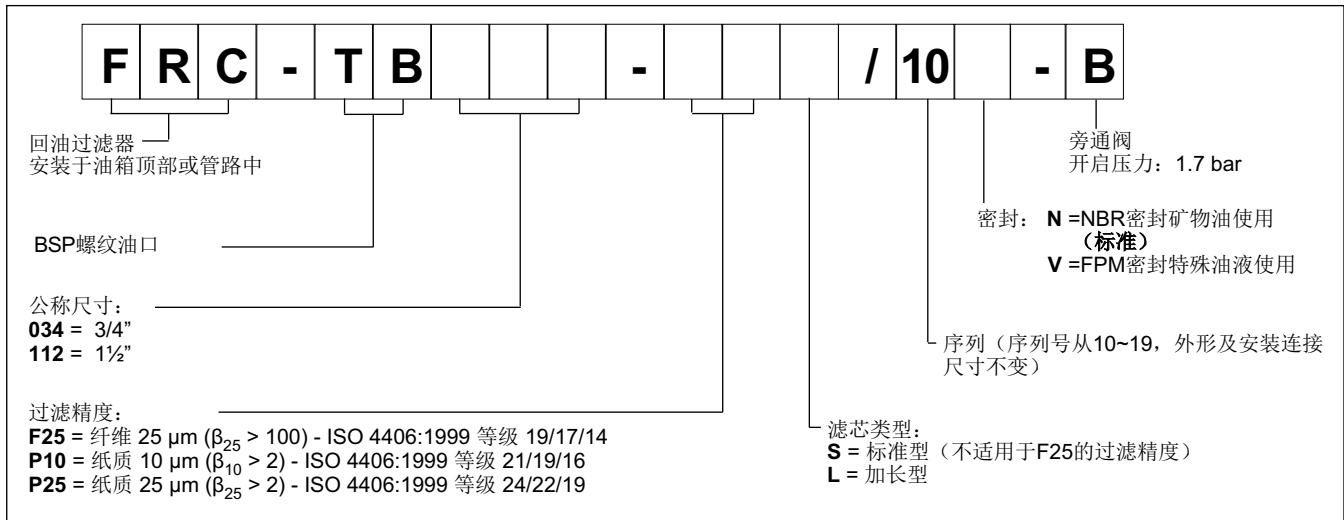 F R C - T B - / 10 - B
回油过滤器
安装于油箱顶部或管路中
旁通阀
开启压力：1.7 bar
密封： N =NBR密封矿物油使用
（标准）
V =FPM密封特殊油液使用
BSP螺纹油口
公称尺寸：
034 = 3/4”
112 = 1½”
序列（序列号从10~19，外形及安装连接
尺寸不变）
过滤精度：
F25 = 纤维 25 µm (β25 > 100) - ISO 4406:1999 等级 19/17/14
P10 = 纸质 10 µm (β10 > 2) - ISO 4406:1999 等级 21/19/16
P25 = 纸质 25 µm (β25 > 2) - ISO 4406:1999 等级 24/22/19
滤芯类型：
S = 标准型（不适用于F25的过滤精度）
L = 加长型